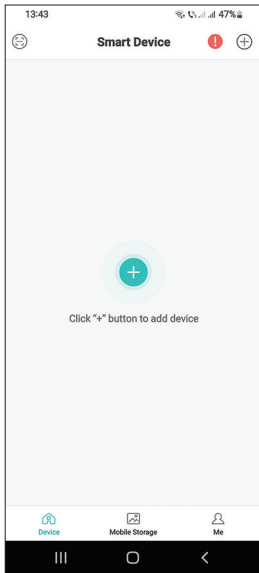 13:43 47%
Smart Device
Click “+” button to add device
Device Mobile Storage Me